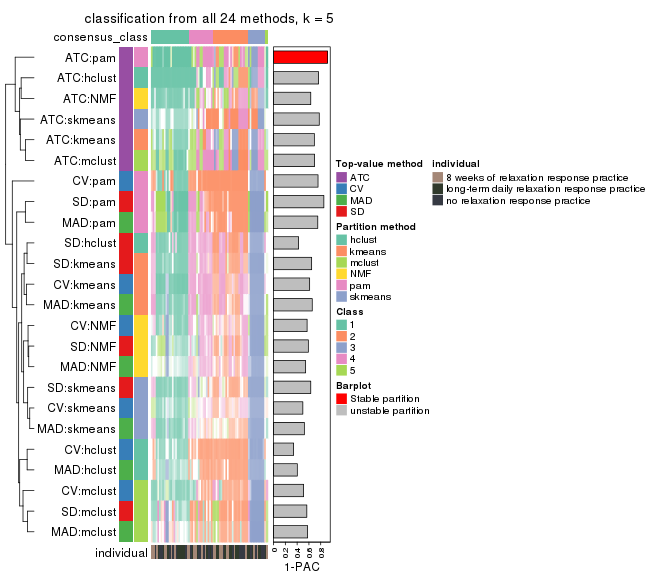 classification from all 24 methods, k = 5
consensus_class
ATC:pam
ATC:hclust
ATC:NMF
ATC:skmeans
ATC:kmeans
ATC:mclust
CV:pam
SD:pam
MAD:pam
SD:hclust
SD:kmeans
CV:kmeans
MAD:kmeans
CV:NMF
SD:NMF
MAD:NMF
SD:skmeans
CV:skmeans
MAD:skmeans
CV:hclust
MAD:hclust
CV:mclust
SD:mclust
MAD:mclust
individual
0 0.2 0.4 0.6 0.8
1-PAC
Top-value method
ATC
CV
MAD
SD
Partition method
hclust
kmeans
mclust
NMF
pam
skmeans
Class
1
2
3
4
5
Barplot
Stable partition
unstable partition
individual
8 weeks of relaxation response practice
long-term daily relaxation response practice
no relaxation response practice